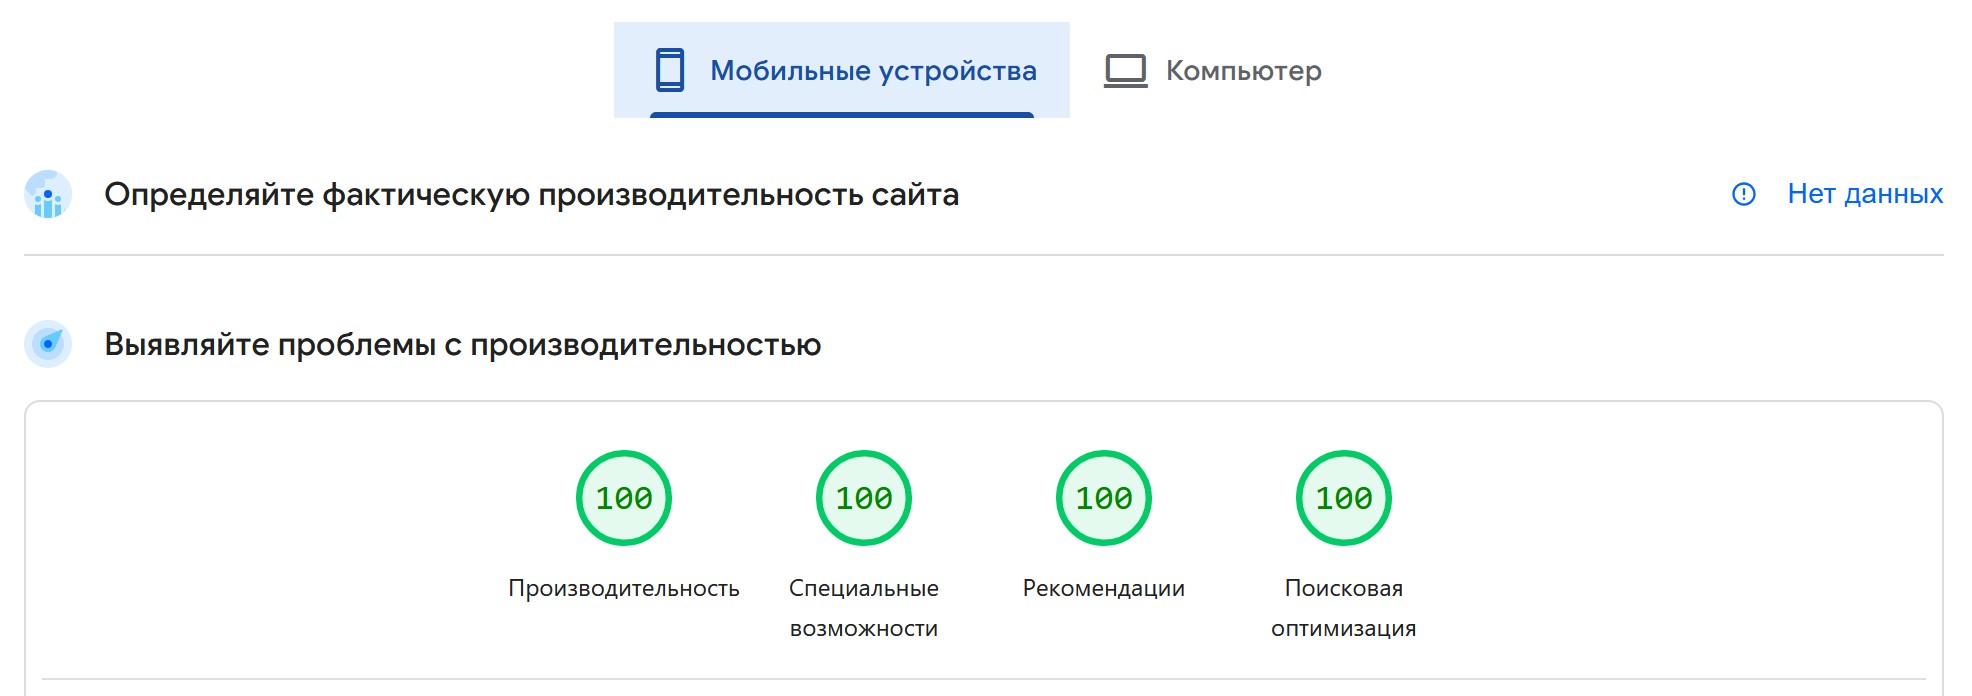 Мобильные устройства
Компьютер
Определяйте фактическую производительность сайта
Нет данных
Выявляйте проблемы с производительностью
100
100
100
100
Производительность
Специальные возможности
Рекомендации
Поисковая оптимизация